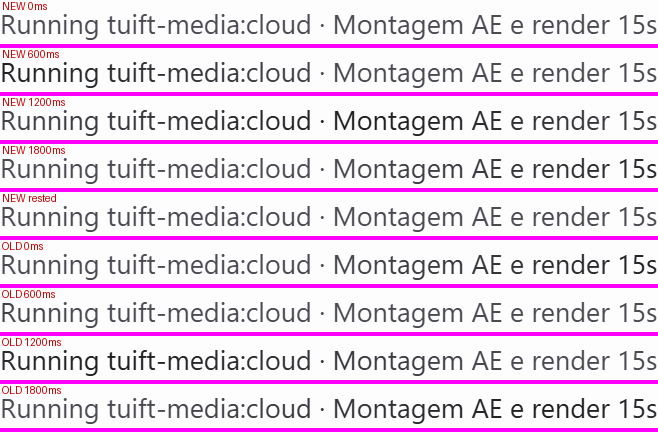 NEW 0ms
Running tuift-media:cloud · Montagem AE e render 15s
NEW 600ms
Running tuift-media:cloud · Montagem AE e render 15s
NEW 1200ms
Running tuift-media:cloud · Montagem AE e render 15s
NEW 1800ms
Running tuift-media:cloud · Montagem AE e render 15s
NEW rested
Running tuift-media:cloud · Montagem AE e render 15s
OLD 0ms
Running tuift-media:cloud · Montagem AE e render 15s
OLD 600ms
Running tuift-media:cloud · Montagem AE e render 15s
OLD 1200ms
Running tuift-media:cloud · Montagem AE e render 15s
OLD 1800ms
Running tuift-media:cloud · Montagem AE e render 15s